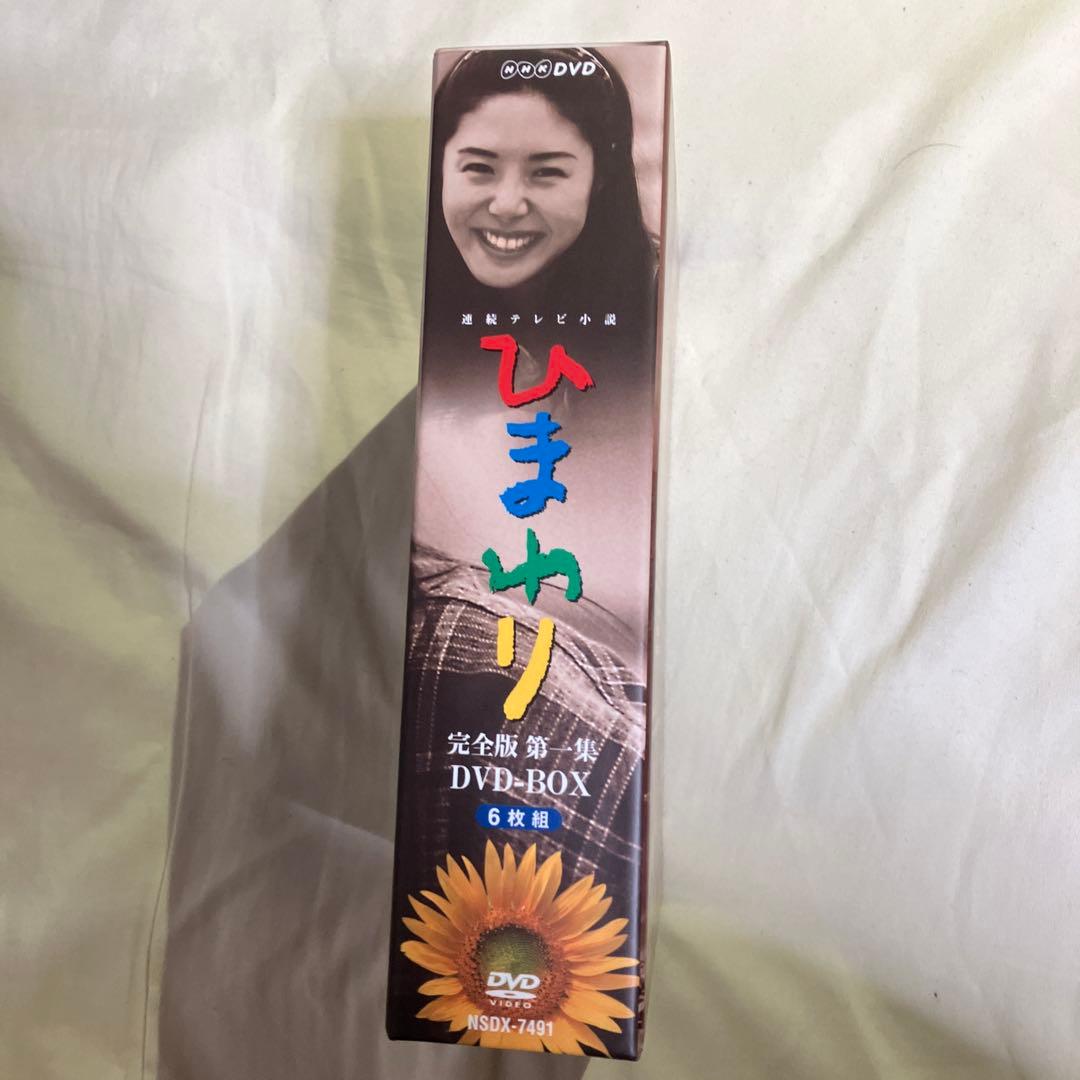 NHK DVD
連続テレビ小説
ひまわり
完全版 第一集
DVD-BOX
6枚組
DVD
VIDEO
NSDX-7491